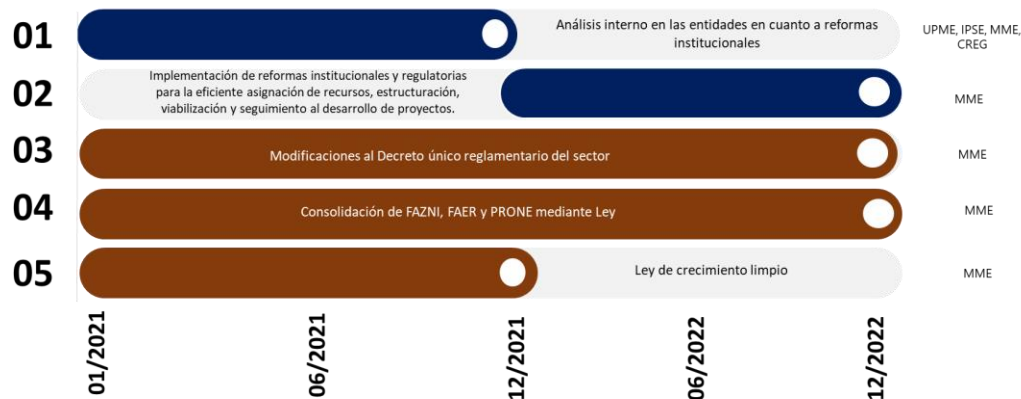 01
Análisis interno en las entidades en cuanto a reformas
institucionales
UPME, IPSE, MME,
CREG
02
Implementación de reformas institucionales y regulatorias
para la eficiente asignación de recursos, estructuración,
viabilización y seguimiento al desarrollo de proyectos.
MME
03
Modificaciones al Decreto único reglamentario del sector
MME
04
Consolidación de FAZNI, FAER y PRONE mediante Ley
MME
05
Ley de crecimiento limpio
MME
01/2021
06/2021
12/2021
06/2022
12/2022